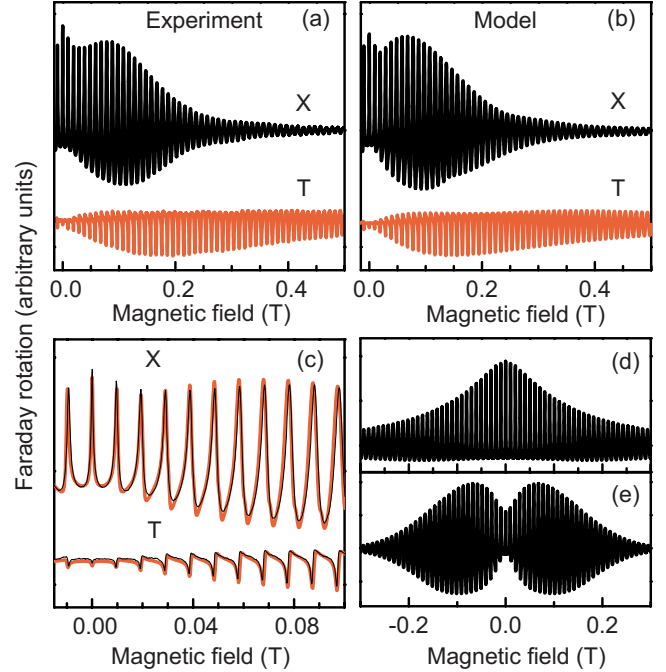 Experiment (a)
Model (b)
X
X
T
T
0.0 0.2 0.4
0.0 0.2 0.4
Magnetic field (T)
Magnetic field (T)
Faraday rotation (arbitrary units)
X (c)
(d)
T
(e)
0.00 0.04 0.08
-0.2 0.0 0.2
Magnetic field (T)
Magnetic field (T)